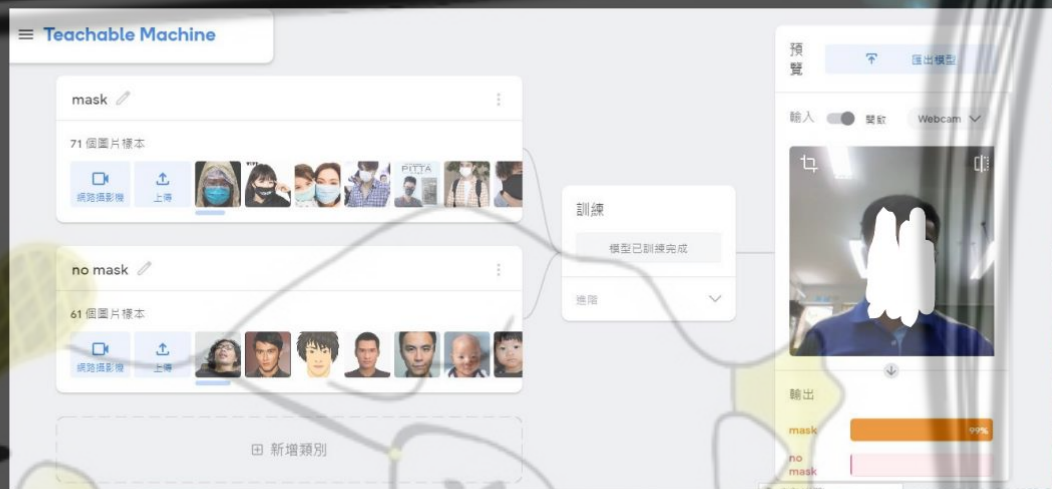 Teachable Machine
mask
71 個圖片樣本
網路攝影機
上傳
PITTA
no mask
61 個圖片樣本
網路攝影機
上傳
新增類別
訓練
模型已訓練完成
進階
預覽
匯出模型
輸入
開啟
Webcam
輸出
mask
99%
no mask